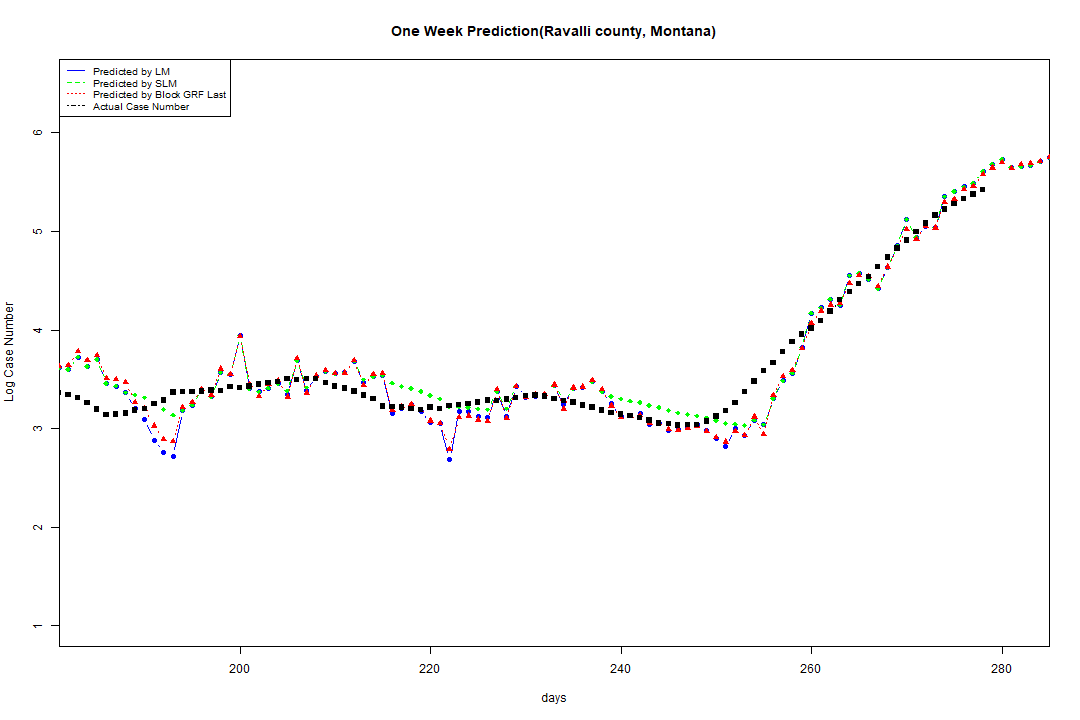 One Week Prediction(Ravalli county, Montana)
Predicted by LM
Predicted by SLM
Predicted by Block GRF Last
Actual Case Number
6
5
4
3
2
1
Log Case Number
200 220 240 260 280
days